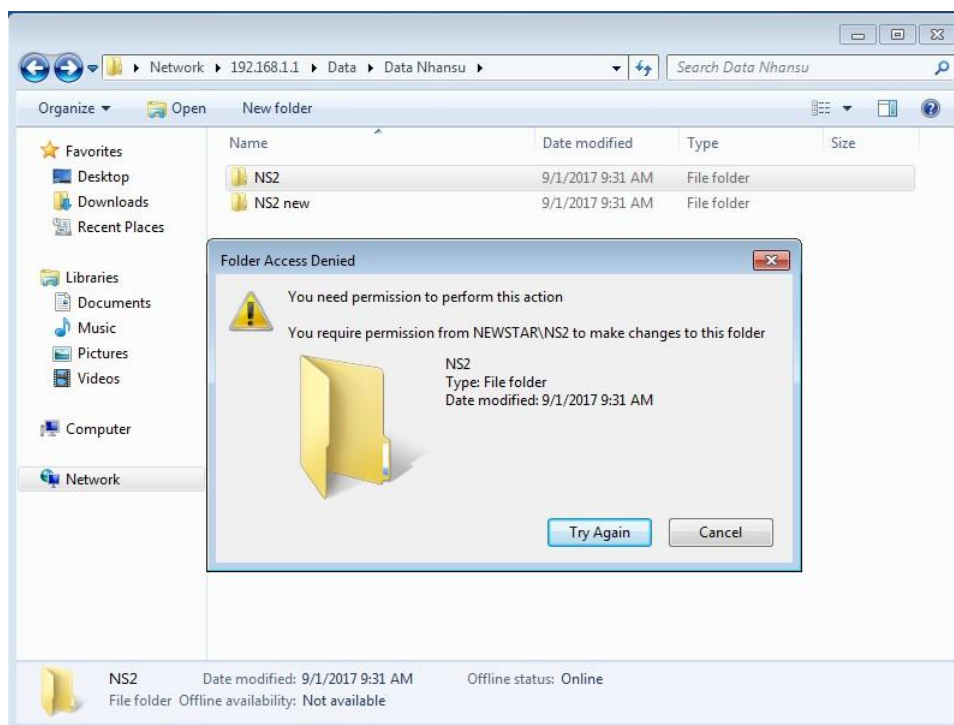 Network 192.168.1.1 Data Data Nhansu Search Data Nhansu
Organize Open New folder
Name Date modified Type Size
Favorites
Desktop
Downloads
Recent Places
Libraries
Documents
Music
Pictures
Videos
Computer
Network
NS2 9/1/2017 9:31 AM File folder
NS2 new 9/1/2017 9:31 AM File folder
Folder Access Denied
You need permission to perform this action
You require permission from NEWSTAR\NS2 to make changes to this folder
NS2
Type: File folder
Date modified: 9/1/2017 9:31 AM
Try Again Cancel
NS2 Date modified: 9/1/2017 9:31 AM Offline status: Online
File folder Offline availability: Not available